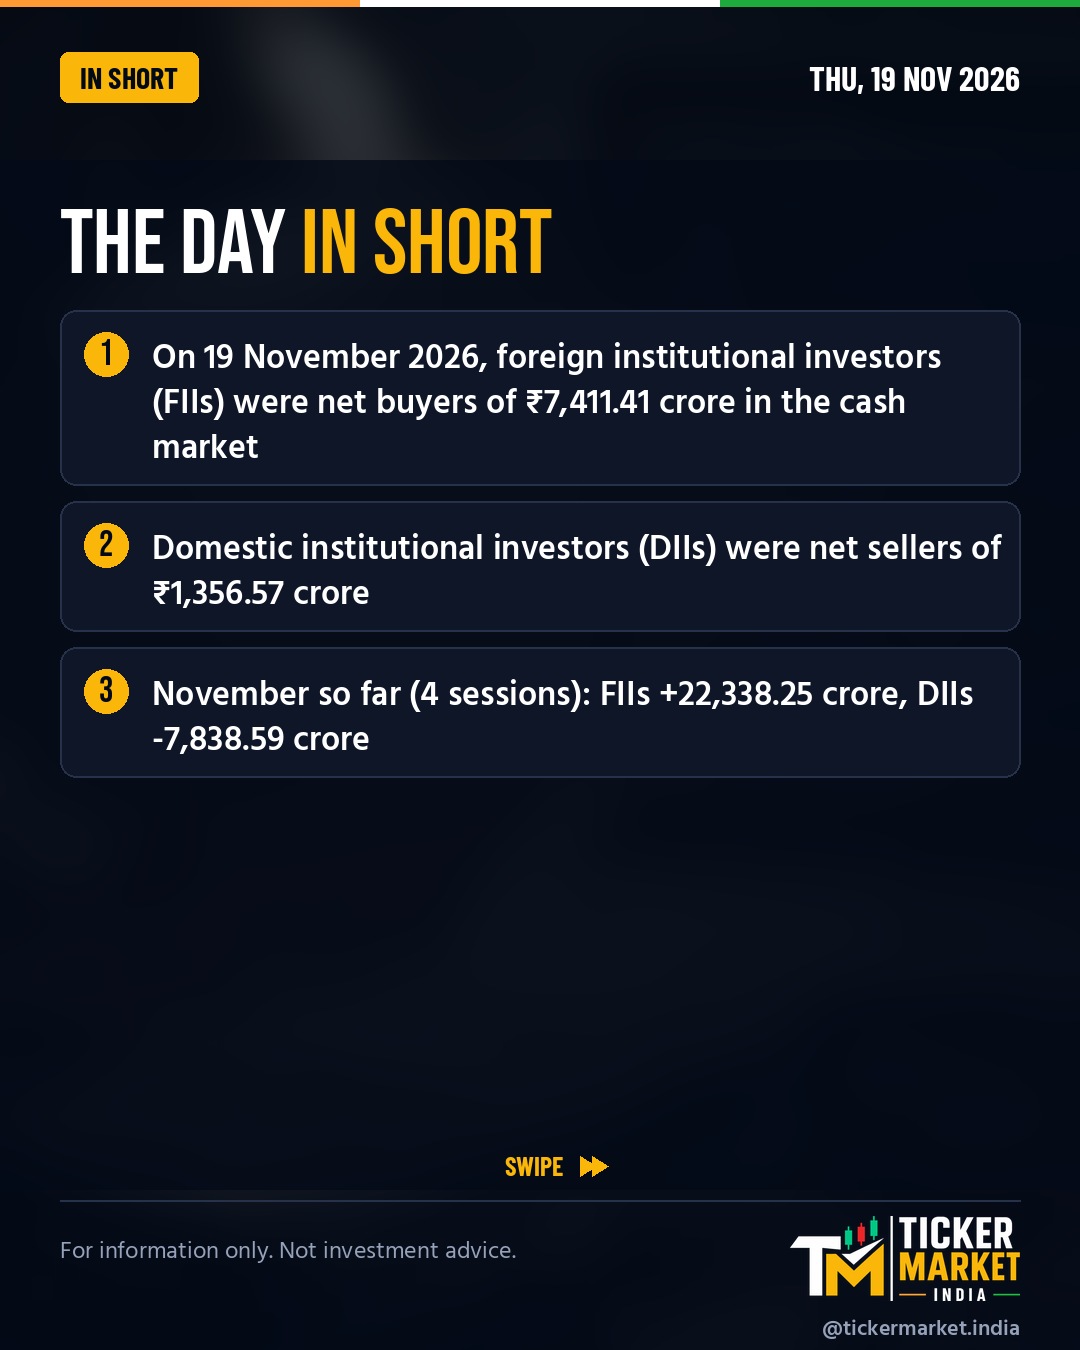 IN SHORT
THU, 19 NOV 2026
THE DAY IN SHORT
1
On 19 November 2026, foreign institutional investors
(FIIs) were net buyers of ₹7,411.41 crore in the cash
market
2
Domestic institutional investors (DIIs) were net sellers of
₹1,356.57 crore
3
November so far (4 sessions): FIIs +22,338.25 crore, DIIs
-7,838.59 crore
SWIPE
For information only. Not investment advice.
TM
TICKER
MARKET
INDIA
@tickermarket.india